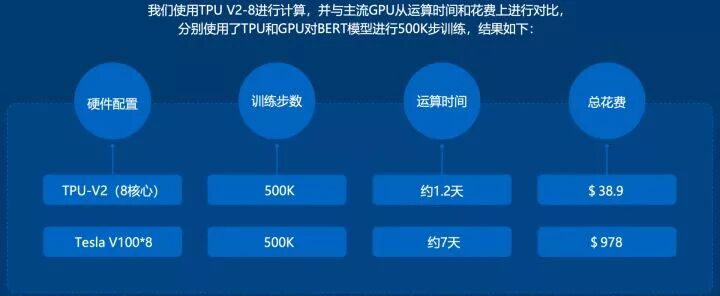 我们使用TPU V2-8进行计算，并与主流GPU从运算时间和花费上进行对比，
分别使用了TPU和GPU对BERT模型进行500K步训练，结果如下：
硬件配置 训练步数 运算时间 总花费
TPU-V2（8核心） 500K 约1.2天 $ 38.9
Tesla V100*8 500K 约7天 $ 978